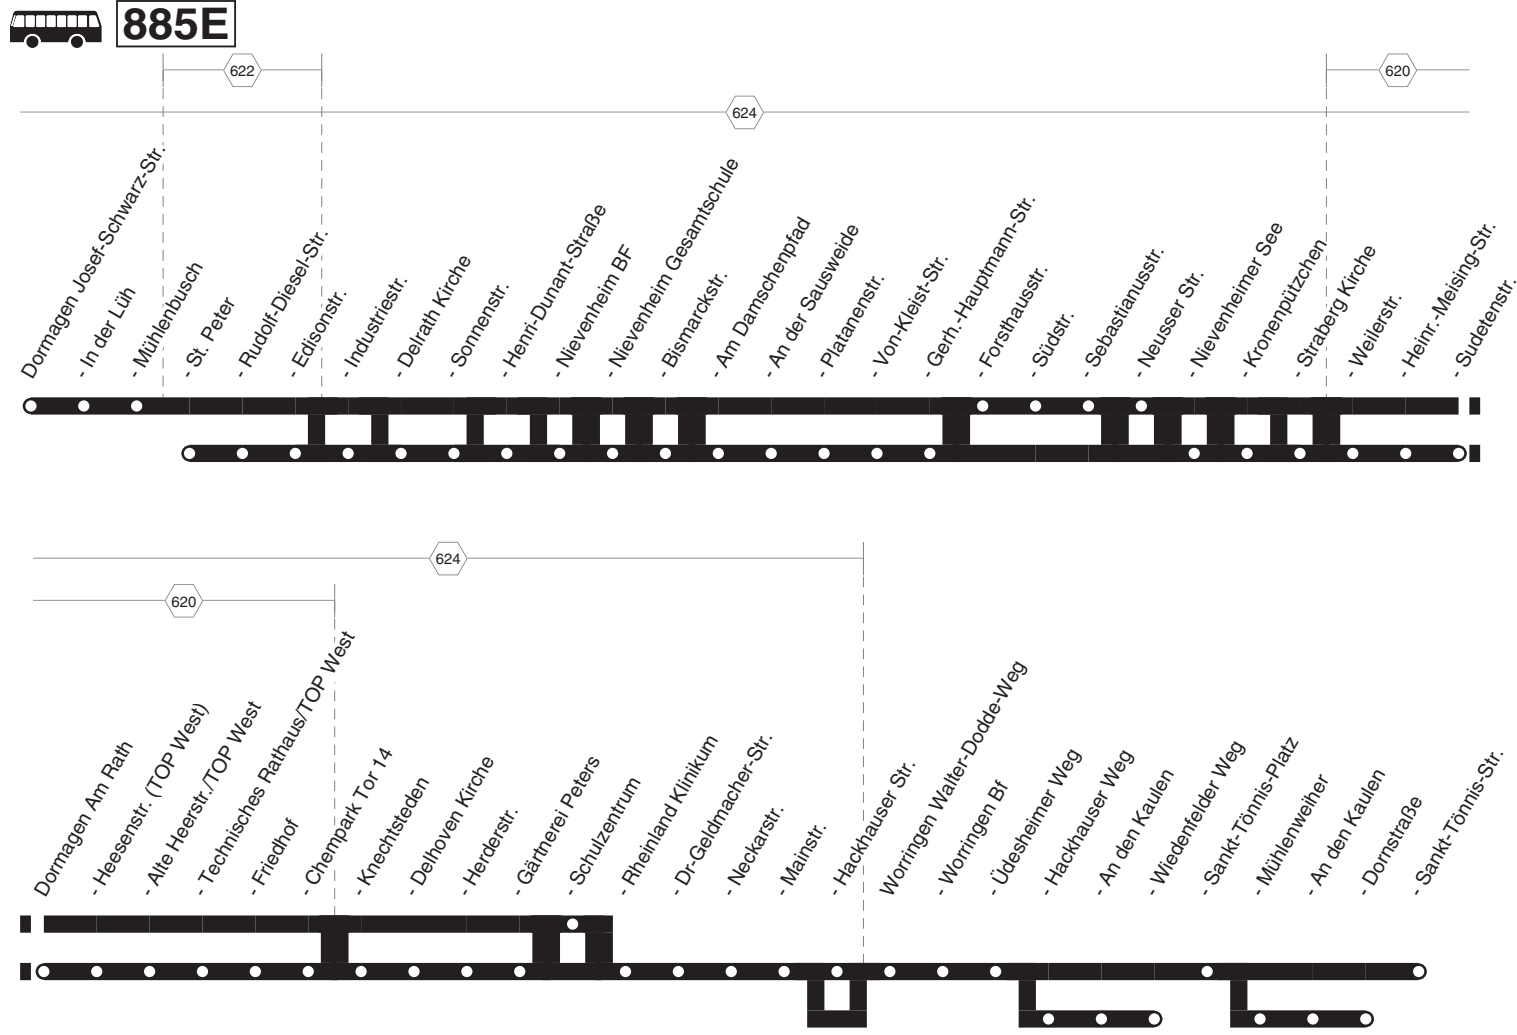 885E
622
620
624
Dormagen Josef-Schwarz-Str.
- In der Lüh
- Mühlenbusch
- St. Peter
- Rudolf-Diesel-Str.
- Edisonstr.
- Industriestr.
- Delrath Kirche
- Sonnenstr.
- Henri-Dunant-Straße
- Nievenheim BF
- Nievenheim Gesamtschule
- Bismarckstr.
- Am Damschenpfad
- An der Sausweide
- Platanenstr.
- Von-Kleist-Str.
- Gerh.-Hauptmann-Str.
- Forsthausstr.
- Südstr.
- Sebastianusstr.
- Neusser Str.
- Nievenheimer See
- Kronenpützchen
- Straberg Kirche
- Weilerstr.
- Heinr.-Meising-Str.
- Sudetenstr.
624
620
Dormagen Am Rath
- Heesenstr. (TOP West)
- Alte Heerstr./TOP West
- Technisches Rathaus/TOP West
- Friedhof
- Chempark Tor 14
- Knechtsteden
- Delhoven Kirche
- Herderstr.
- Gärtnerei Peters
- Schulzentrum
- Rheinland Klinikum
- Dr-Geldmacher-Str.
- Neckarstr.
- Mainstr.
- Hackhauser Str.
Worringen Walter-Dodde-Weg
- Worringen Bf
- Üdesheimer Weg
- Hackhauser Weg
- An den Kaulen
- Wiedenfelder Weg
- Sankt-Tönnis-Platz
- Mühlenweiher
- An den Kaulen
- Dornstraße
- Sankt-Tönnis-Str.